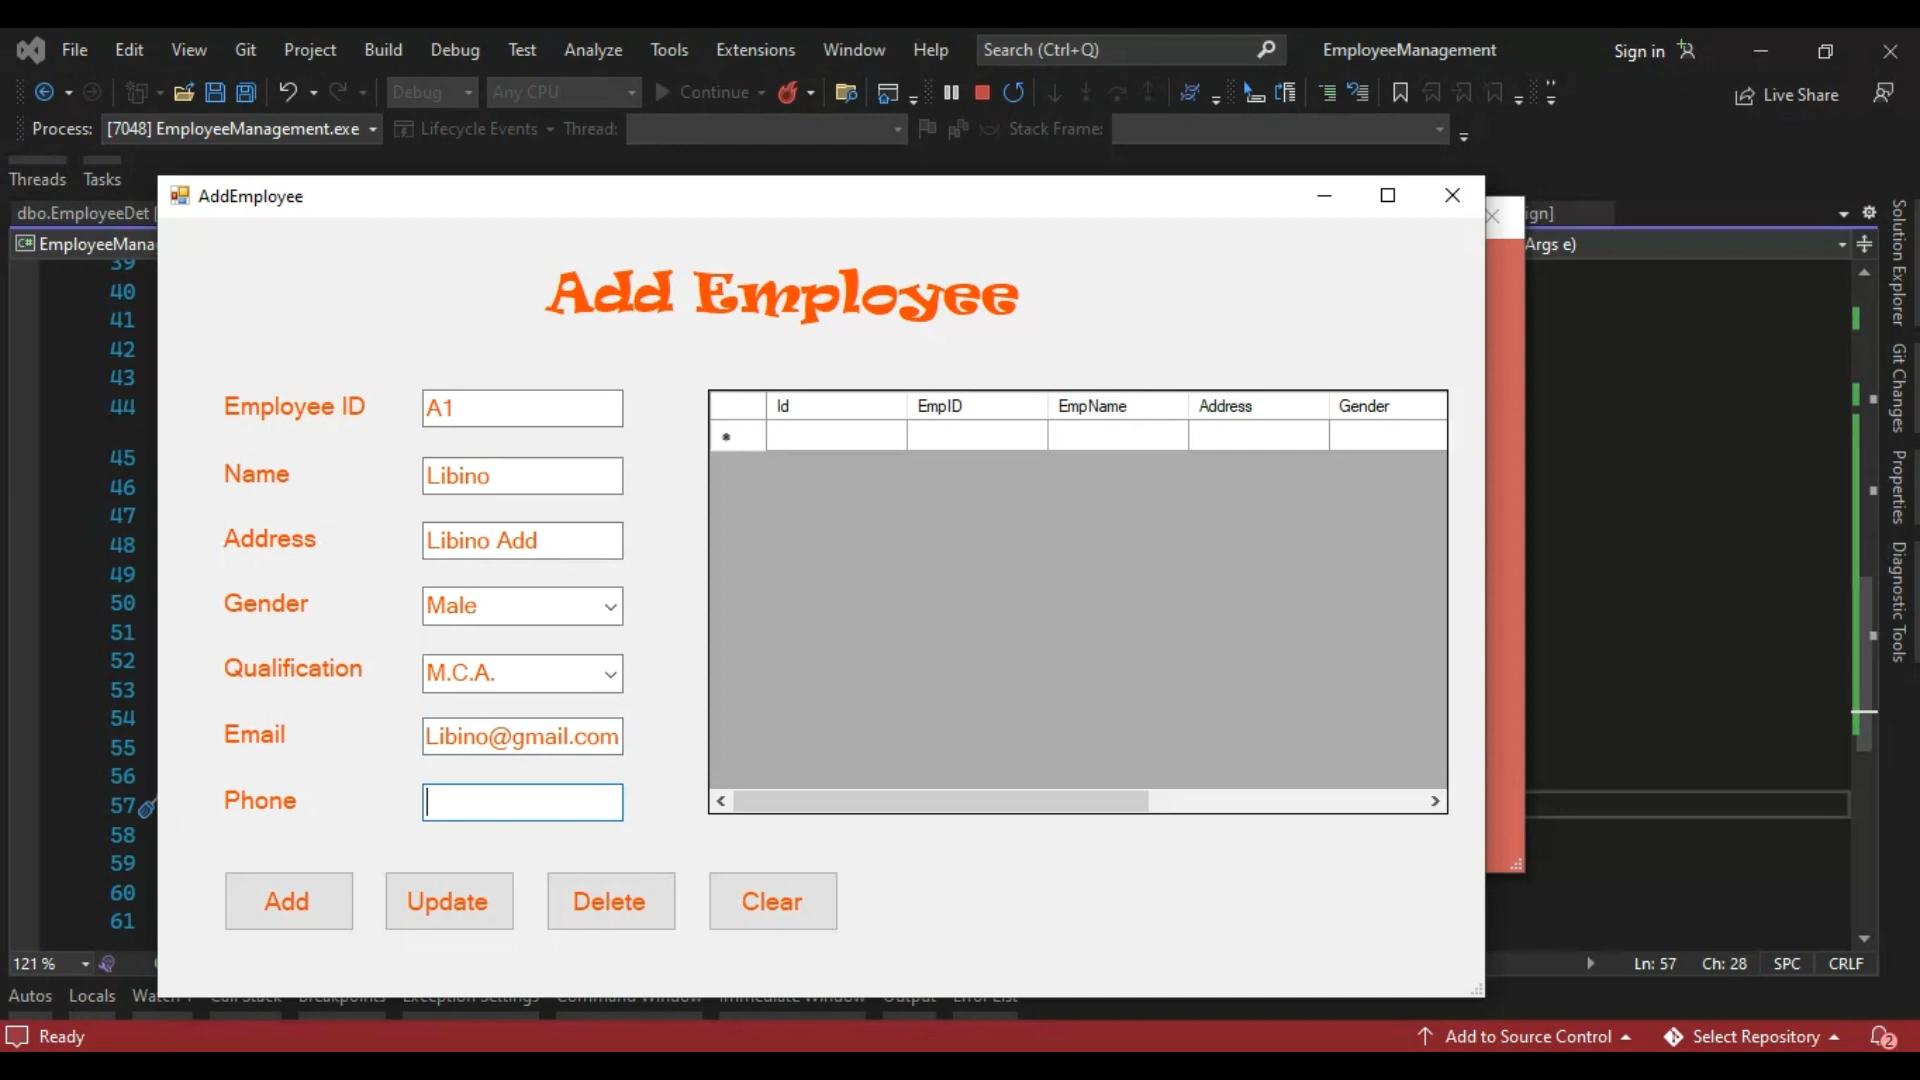 File Edit View Git Project Build Debug Test Analyze Tools Extensions Window Help Search (Ctrl+Q) EmployeeManagement Sign in
Debug Any CPU Continue Live Share
Process: [7048] EmployeeManagement.exe Lifecycle Events Thread: Stack Frame:
Threads Tasks
AddEmployee
dbo.EmployeeDet ign]
EmployeeMana Args e)
Solution Explorer
Git Changes
Properties
Diagnostic Tools
39
40
41
42
43
44
45
46
47
48
49
50
51
52
53
54
55
56
57
58
59
60
61
Add Employee
Employee ID A1
Name Libino
Address Libino Add
Gender Male
Qualification M.C.A.
Email Libino@gmail.com
Phone
Id EmpID EmpName Address Gender
Add Update Delete Clear
121 % Ln: 57 Ch: 28 SPC CRLF
Autos Locals
Ready Add to Source Control Select Repository 2